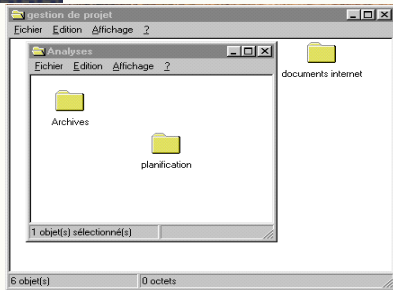 gestion de projet
Fichier Edition Affichage ?
Analyses
Fichier Edition Affichage ?
documents internet
Archives
planification
1 objet(s) sélectionné(s)
6 objet(s) 0 octets